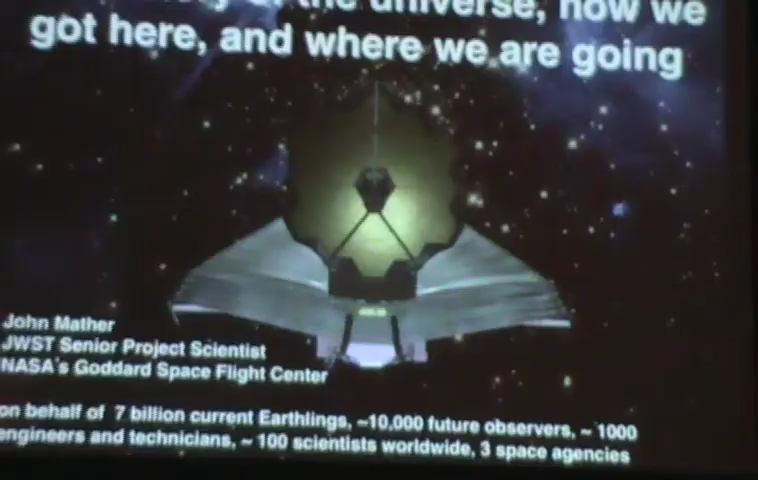 the universe, how we
got here, and where we are going
John Mather
JWST Senior Project Scientist
NASA's Goddard Space Flight Center
on behalf of 7 billion current Earthlings, ~10,000 future observers, ~ 1000
engineers and technicians, ~ 100 scientists worldwide, 3 space agencies